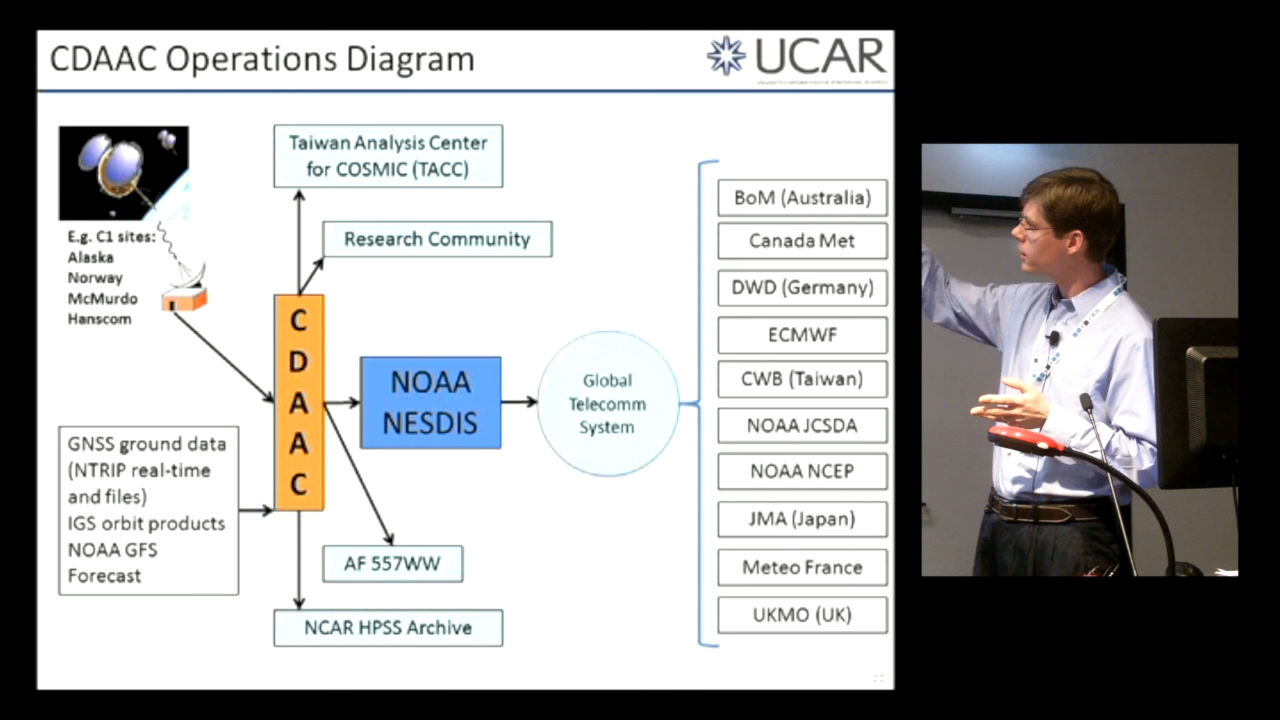 CDAAC Operations Diagram
UCAR
E.g. C1 sites:
Alaska
Norway
McMurdo
Hanscom
GNSS ground data
(NTRIP real-time
and files)
IGS orbit products
NOAA GFS
Forecast
Taiwan Analysis Center
for COSMIC (TACC)
Research Community
C
D
A
A
C
NOAA
NESDIS
AF 557WW
NCAR HPSS Archive
Global
Telecomm
System
BoM (Australia)
Canada Met
DWD (Germany)
ECMWF
CWB (Taiwan)
NOAA JCSDA
NOAA NCEP
JMA (Japan)
Meteo France
UKMO (UK)